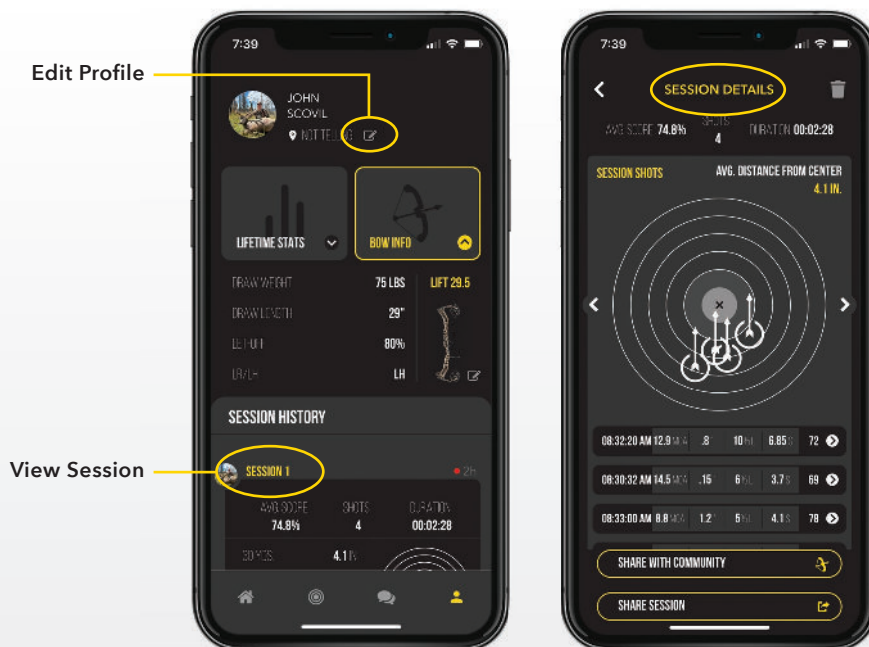 Edit Profile
7:39
JOHN
SCOVIL
LIFETIME STATS
BOW INFO
DRAW WEIGHT 75 LBS LIFT 29.5
DRAW LENGTH 29"
LET-OFF 80%
LH
SESSION HISTORY
View Session
SESSION 1 2H
AVG. SCORE SHOTS DURATION
74.8% 4 00:02:28
30 YDS. 4.1 IN.
7:39
SESSION DETAILS
AVG. SCORE 74.8% SHOTS 4 DURATION 00:02:28
SESSION SHOTS AVG. DISTANCE FROM CENTER
4.1 IN.
08:32:20 AM 12.9 .8 10 6.85 S 72
08:30:32 AM 14.5 .15 6 3.7 S 69
08:33:00 AM 8.8 1.2 5 4.1 S 78
SHARE WITH COMMUNITY
SHARE SESSION